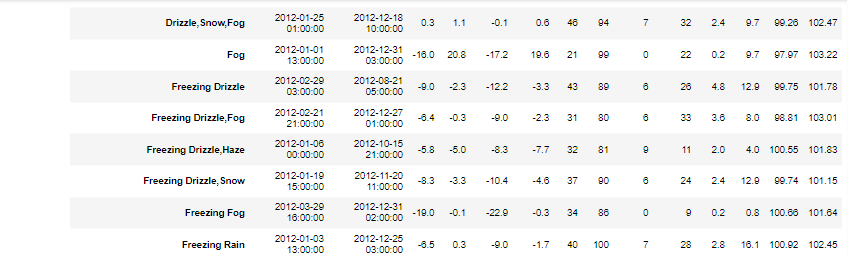 Drizzle,Snow,Fog 2012-01-25 01:00:00 2012-12-18 10:00:00 0.3 1.1 -0.1 0.6 46 94 7 32 2.4 9.7 99.26 102.47
Fog 2012-01-01 13:00:00 2012-12-31 03:00:00 -16.0 20.8 -17.2 19.6 21 99 0 22 0.2 9.7 97.97 103.22
Freezing Drizzle 2012-02-29 03:00:00 2012-08-21 05:00:00 -9.0 -2.3 -12.2 -3.3 43 89 6 26 4.8 12.9 99.75 101.78
Freezing Drizzle,Fog 2012-02-21 21:00:00 2012-12-27 01:00:00 -6.4 -0.3 -9.0 -2.3 31 80 6 33 3.6 8.0 98.81 103.01
Freezing Drizzle,Haze 2012-01-06 00:00:00 2012-10-15 21:00:00 -5.8 -5.0 -8.3 -7.7 32 81 9 11 2.0 4.0 100.55 101.83
Freezing Drizzle,Snow 2012-01-19 15:00:00 2012-11-20 11:00:00 -8.3 -3.3 -10.4 -4.6 37 90 6 24 2.4 12.9 99.74 101.15
Freezing Fog 2012-03-29 16:00:00 2012-12-31 02:00:00 -19.0 -0.1 -22.9 -0.3 34 86 0 9 0.2 0.8 100.66 101.64
Freezing Rain 2012-01-03 13:00:00 2012-12-25 03:00:00 -6.5 0.3 -9.0 -1.7 40 100 7 28 2.8 16.1 100.92 102.45